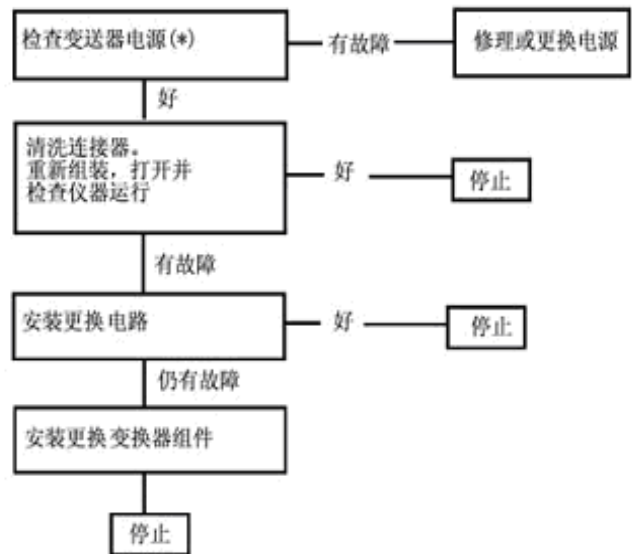 检查变送器电源(*)
有故障
修理或更换电源
好
清洗连接器。
重新组装，打开并
检查仪器运行
好
停止
有故障
安装更换电路
好
停止
仍有故障
安装更换变换器组件
停止